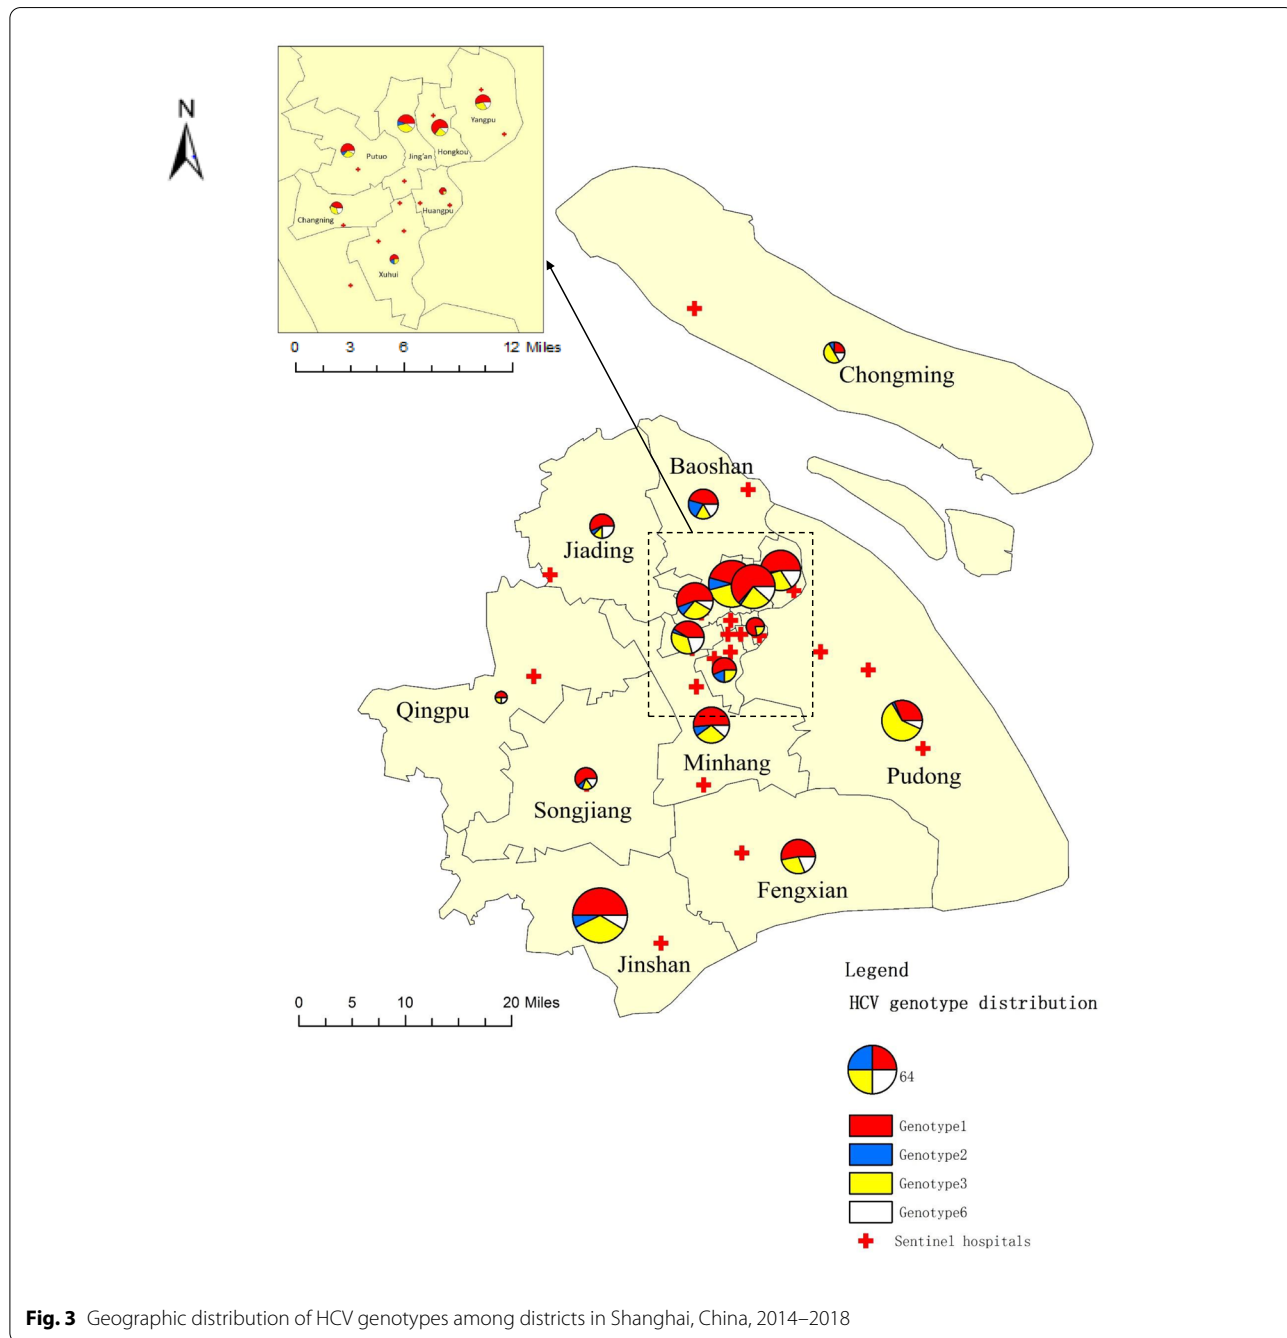 N
Yangpu
Hongkou
Jing'an
Putuo
Huangpu
Changning
Xuhui
0 3 6 12 Miles
Chongming
Baoshan
Jiading
Qingpu
Minhang
Pudong
Songjiang
Fengxian
Jinshan
0 5 10 20 Miles
Legend
HCV genotype distribution
64
Genotype1
Genotype2
Genotype3
Genotype6
Sentinel hospitals
Fig. 3 Geographic distribution of HCV genotypes among districts in Shanghai, China, 2014–2018